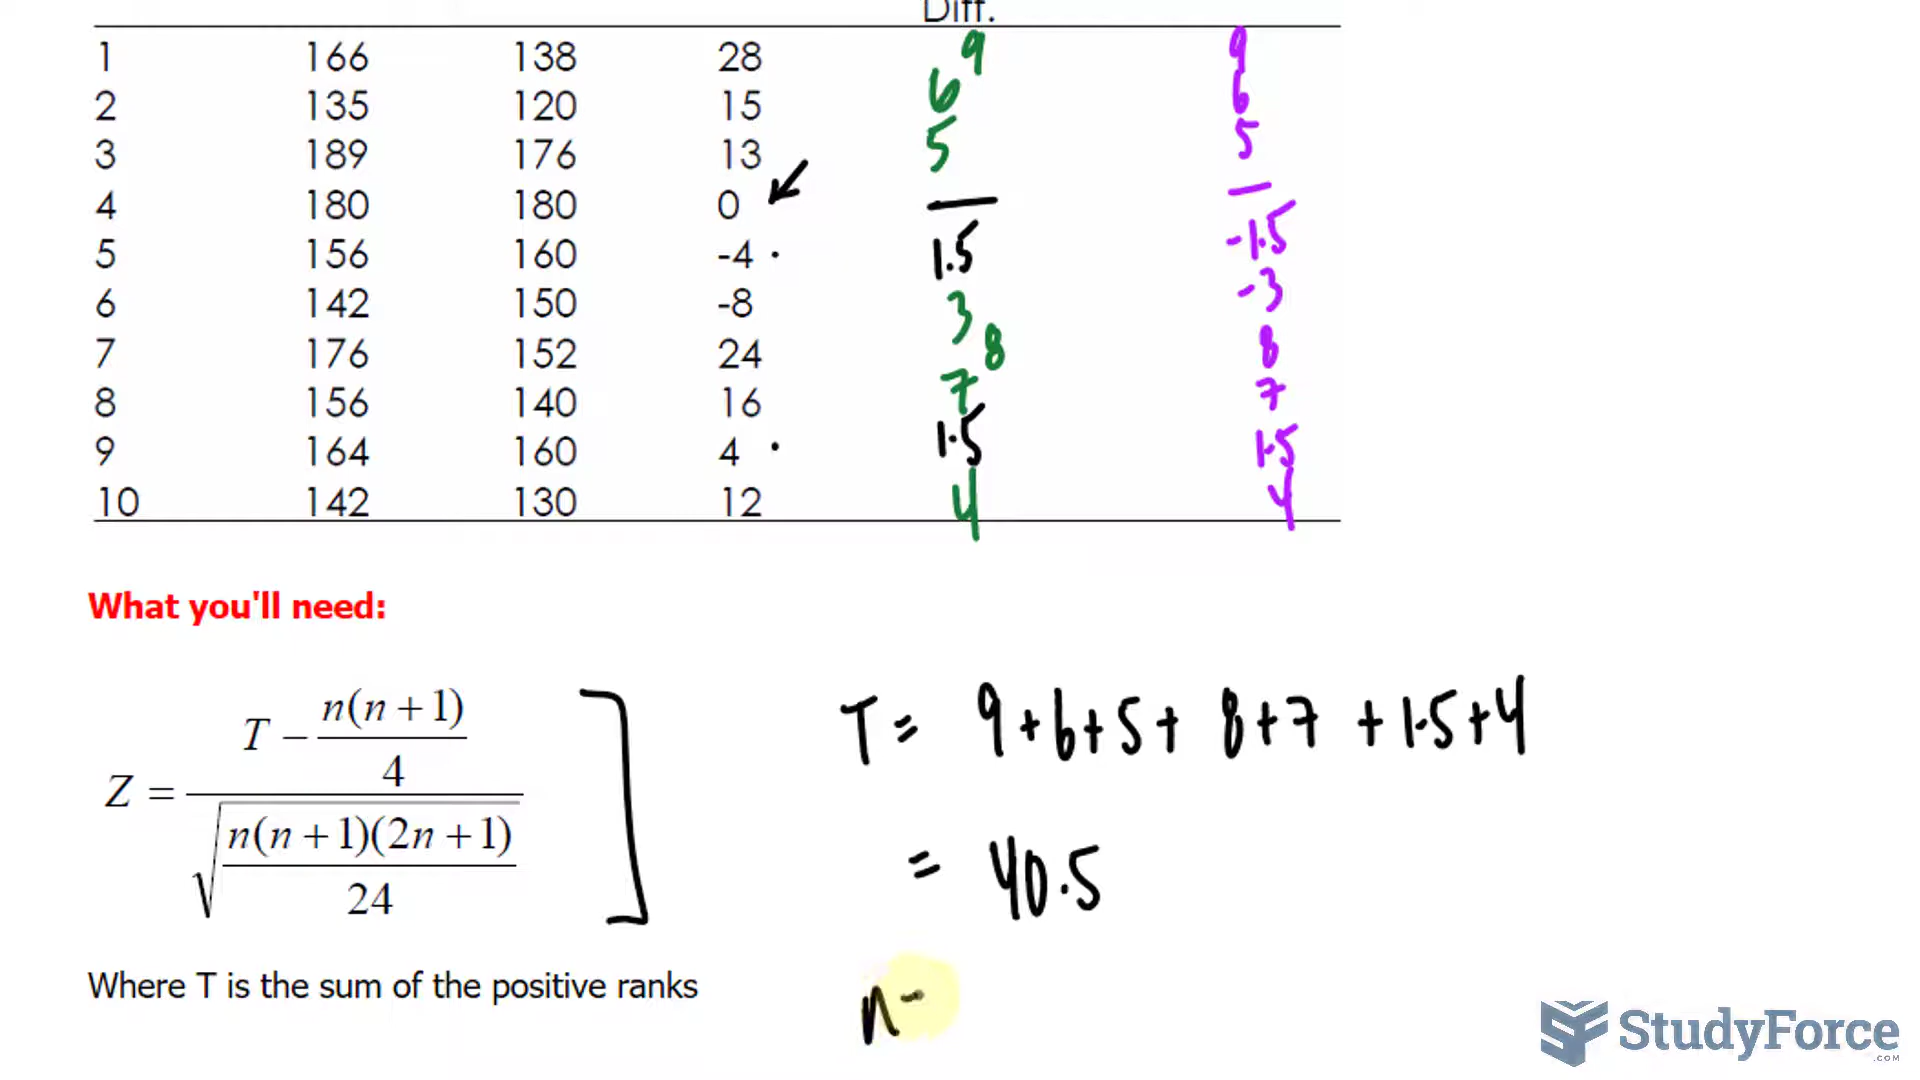 Diff.
1 166 138 28 9 9
2 135 120 15 6 6
3 189 176 13 5 5
4 180 180 0 — —
5 156 160 -4 · 1.5 -1.5
6 142 150 -8 3 -3
7 176 152 24 8 8
8 156 140 16 7 7
9 164 160 4 · 1.5 1.5
10 142 130 12 4 4
What you'll need:
Z = (T − n(n + 1)/4) / √(n(n + 1)(2n + 1)/24)
T = 9+6+5+ 8+7 +1.5+4
= 40.5
Where T is the sum of the positive ranks
n -
StudyForce
.COM